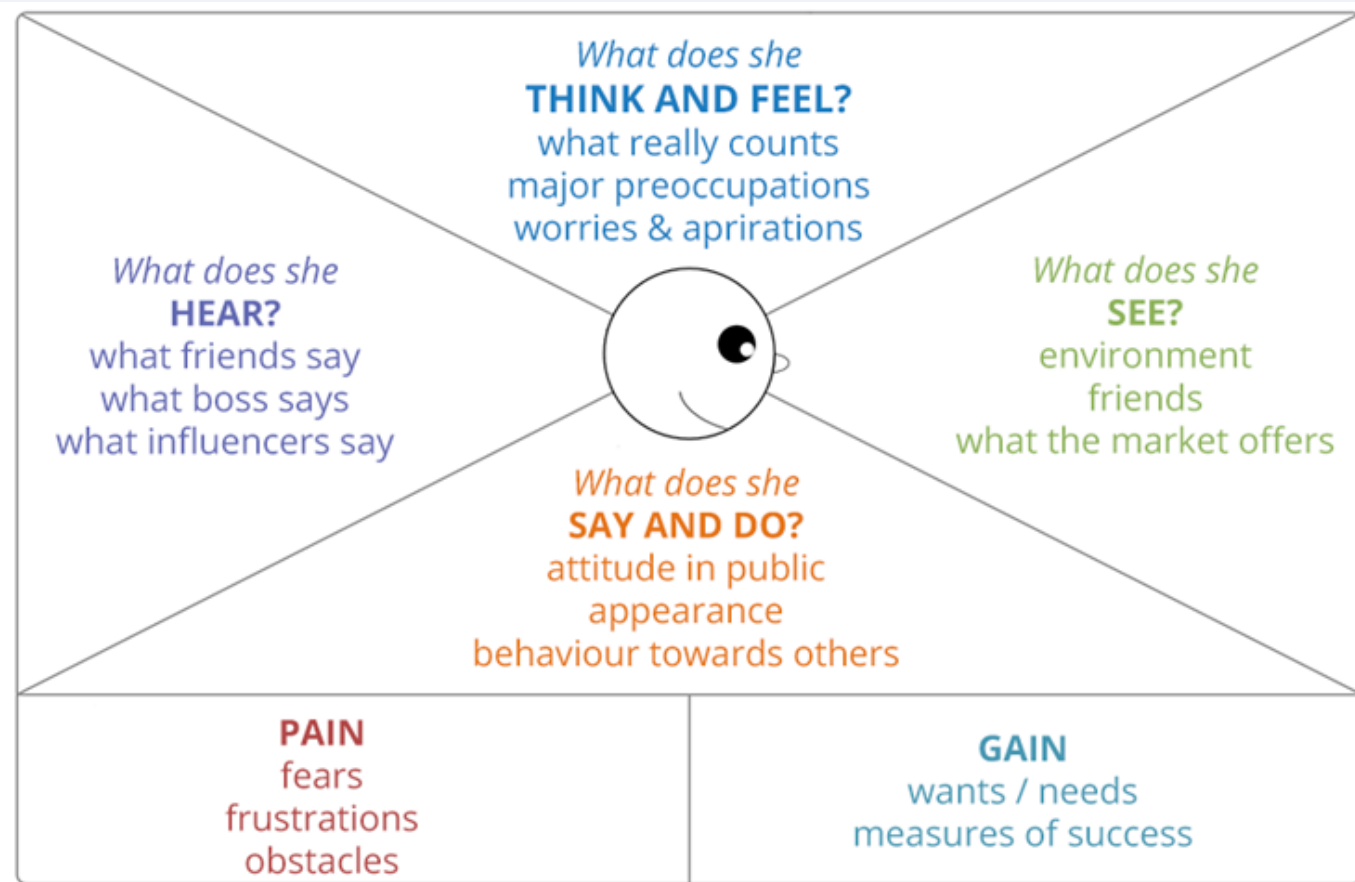 What does she
THINK AND FEEL?
what really counts
major preoccupations
worries & aprirations
What does she
HEAR?
what friends say
what boss says
what influencers say
What does she
SEE?
environment
friends
what the market offers
What does she
SAY AND DO?
attitude in public
appearance
behaviour towards others
PAIN
fears
frustrations
obstacles
GAIN
wants / needs
measures of success